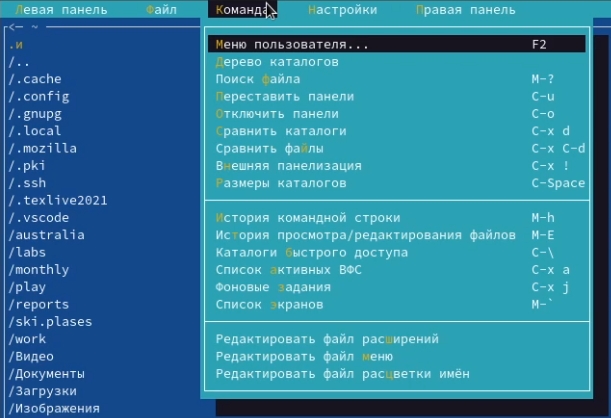 Левая панель Файл Команда Настройки Правая панель
<— ~
.и
/..
/.cache
/.config
/.gnupg
/.local
/.mozilla
/.pki
/.ssh
/.texlive2021
/.vscode
/australia
/labs
/monthly
/play
/reports
/ski.plases
/work
/Видео
/Документы
/Загрузки
/Изображения
Меню пользователя... F2
Дерево каталогов
Поиск файла M-?
Переставить панели C-u
Отключить панели C-o
Сравнить каталоги C-x d
Сравнить файлы C-x C-d
Внешняя панелизация C-x !
Размеры каталогов C-Space
История командной строки M-h
История просмотра/редактирования файлов M-E
Каталоги быстрого доступа C-\
Список активных ВФС C-x a
Фоновые задания C-x j
Список экранов M-`
Редактировать файл расширений
Редактировать файл меню
Редактировать файл расцветки имён